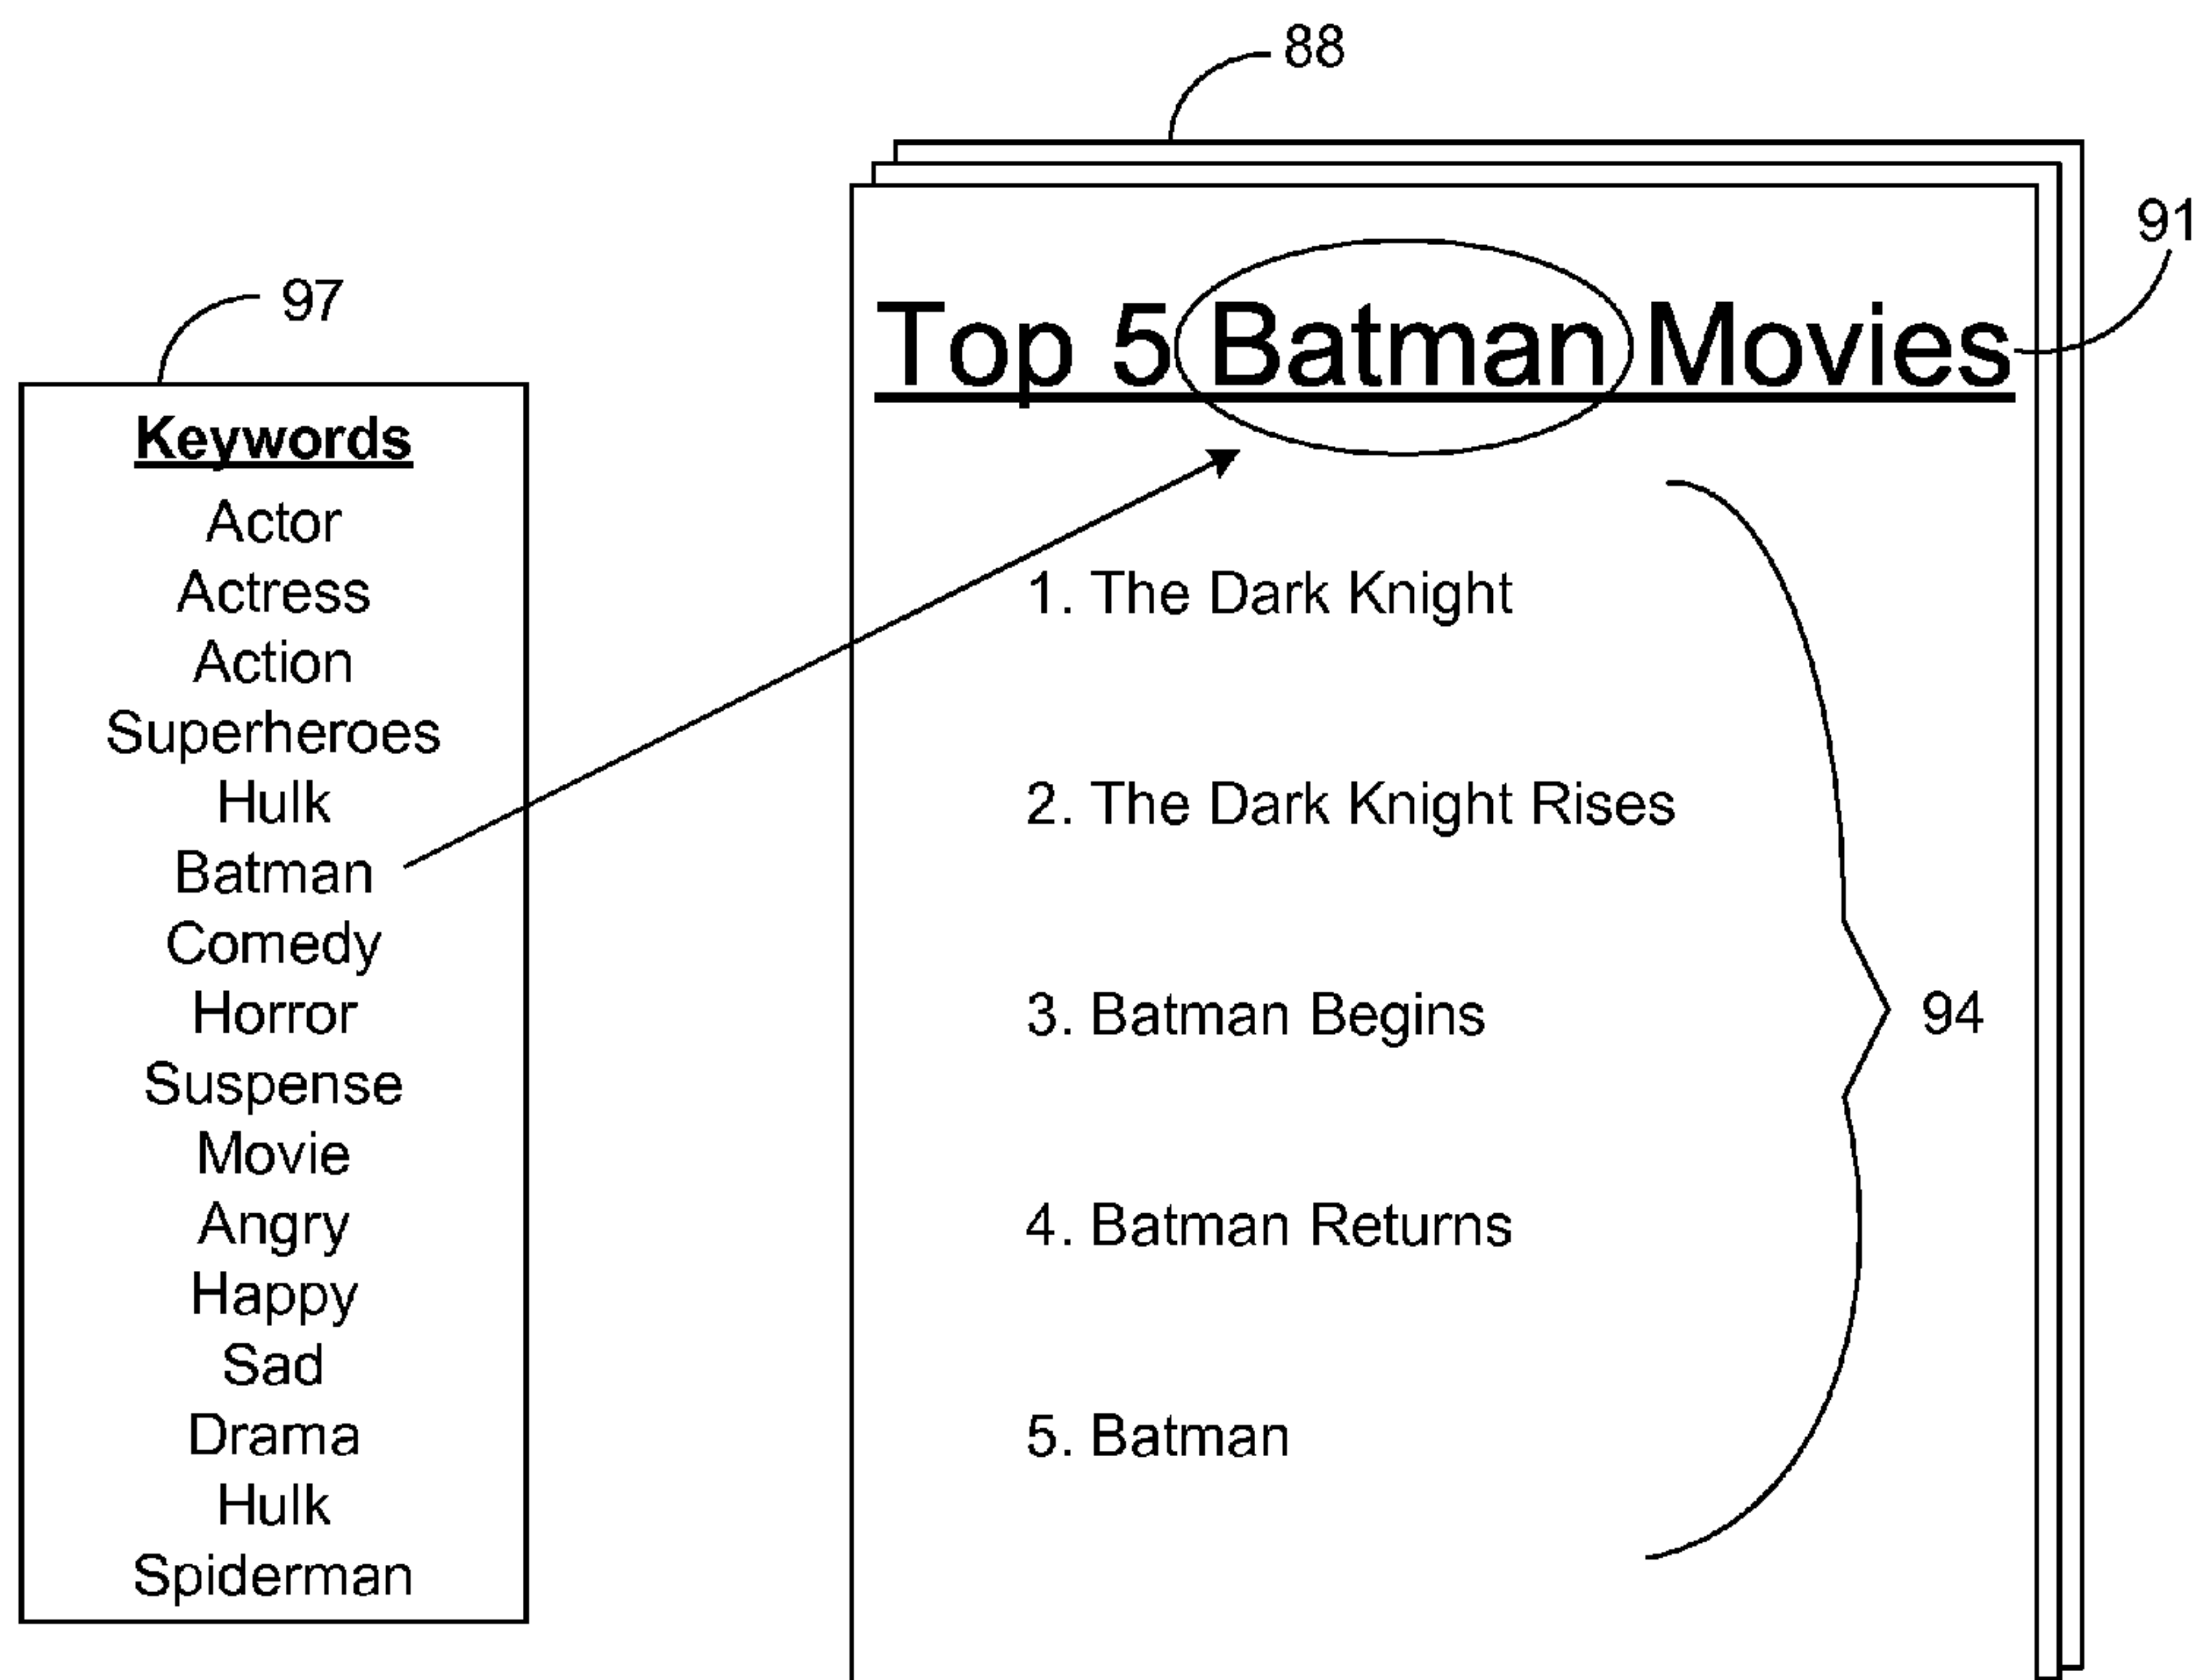 88
91
Top 5 Batman Movies
97
Keywords
Actor
Actress
Action
Superheroes
Hulk
Batman
Comedy
Horror
Suspense
Movie
Angry
Happy
Sad
Drama
Hulk
Spiderman
1. The Dark Knight
2. The Dark Knight Rises
3. Batman Begins
4. Batman Returns
5. Batman
94